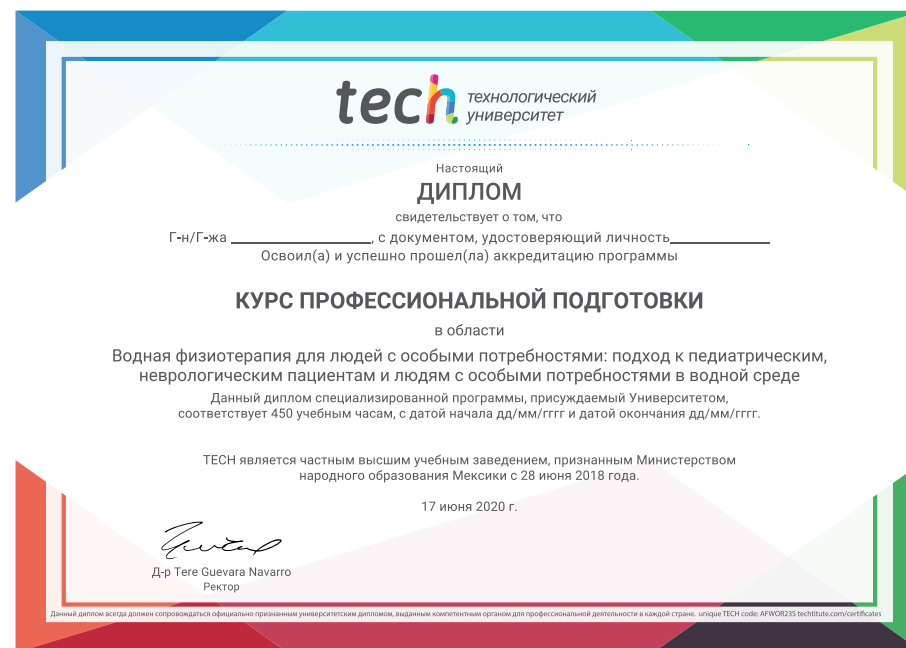 tech технологический
университет
Настоящий
ДИПЛОМ
свидетельствует о том, что
Г-н/Г-жа ____________________, с документом, удостоверяющий личность______________
Освоил(а) и успешно прошел(ла) аккредитацию программы
КУРС ПРОФЕССИОНАЛЬНОЙ ПОДГОТОВКИ
в области
Водная физиотерапия для людей с особыми потребностями: подход к педиатрическим,
неврологическим пациентам и людям с особыми потребностями в водной среде
Данный диплом специализированной программы, присуждаемый Университетом,
соответствует 450 учебным часам, с датой начала дд/мм/гггг и датой окончания дд/мм/гггг.
TECH является частным высшим учебным заведением, признанным Министерством
народного образования Мексики с 28 июня 2018 года.
17 июня 2020 г.
Д-р Tere Guevara Navarro
Ректор
Данный диплом всегда должен сопровождаться официально признанным университетским дипломом, выданным компетентным органом для профессиональной деятельности в каждой стране. unique TECH code: AFWOR23S techtitute.com/certificates